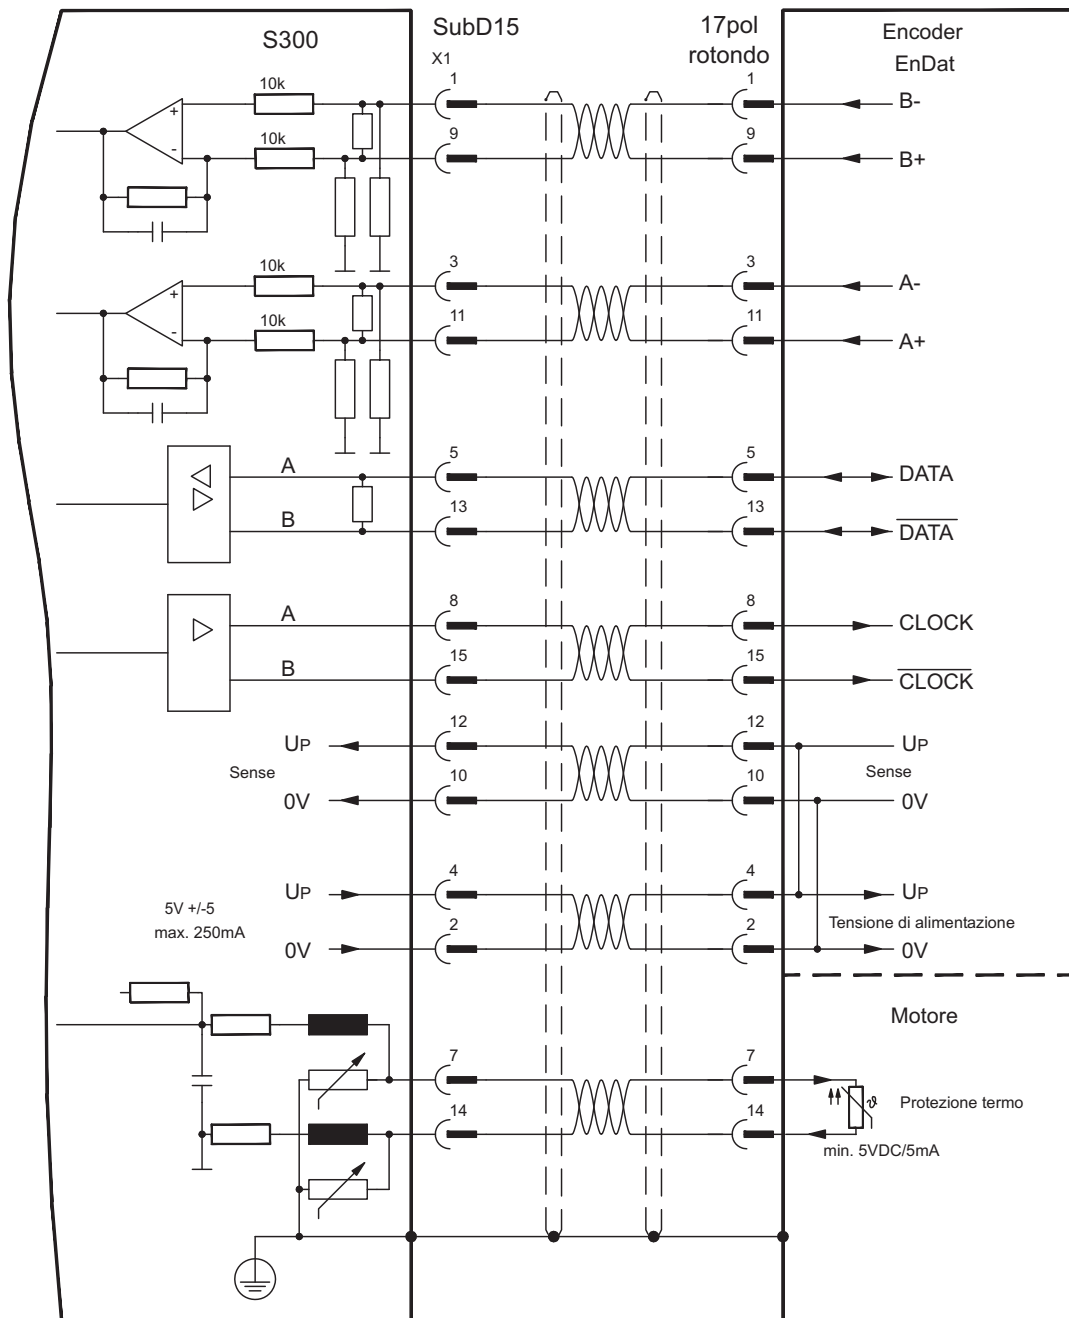 S300
SubD15
X1
17pol
rotondo
Encoder
EnDat
10k
+
-
10k
1
9
1
9
B-
B+
10k
+
-
10k
3
11
3
11
A-
A+
A
B
5
13
5
13
DATA
DATA
A
B
8
15
8
15
CLOCK
CLOCK
UP
Sense
0V
12
10
12
10
UP
Sense
0V
5V +/-5
max. 250mA
UP
0V
4
2
4
2
UP
Tensione di alimentazione
0V
Motore
7
14
7
14
ϑ
Protezione termo
min. 5VDC/5mA